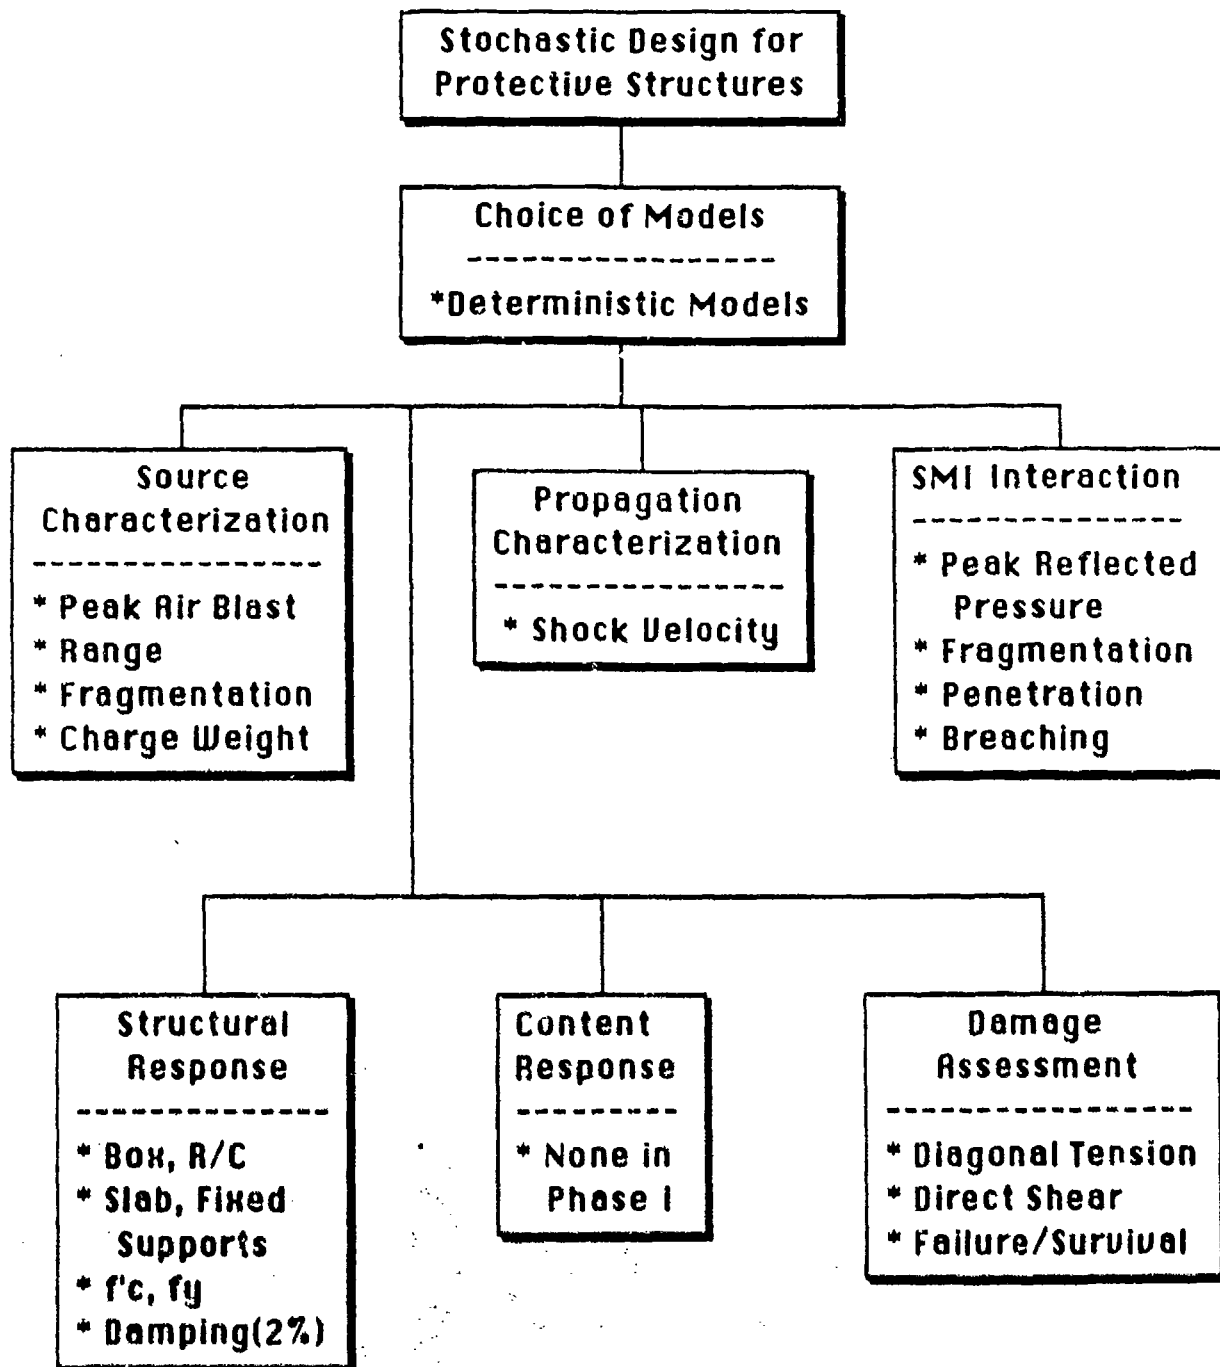 Stochastic Design for
Protective Structures
Choice of Models
------------------
*Deterministic Models
Source
Characterization
---------------
* Peak Air Blast
* Range
* Fragmentation
* Charge Weight
Propagation
Characterization
---------------
* Shock Velocity
SMI Interaction
---------------
* Peak Reflected
Pressure
* Fragmentation
* Penetration
* Breaching
Structural
Response
---------------
* Box, R/C
* Slab, Fixed
Supports
* f'c, fy
* Damping(2%)
Content
Response
---------
* None in
Phase I
Damage
Assessment
------------------
* Diagonal Tension
* Direct Shear
* Failure/Survival